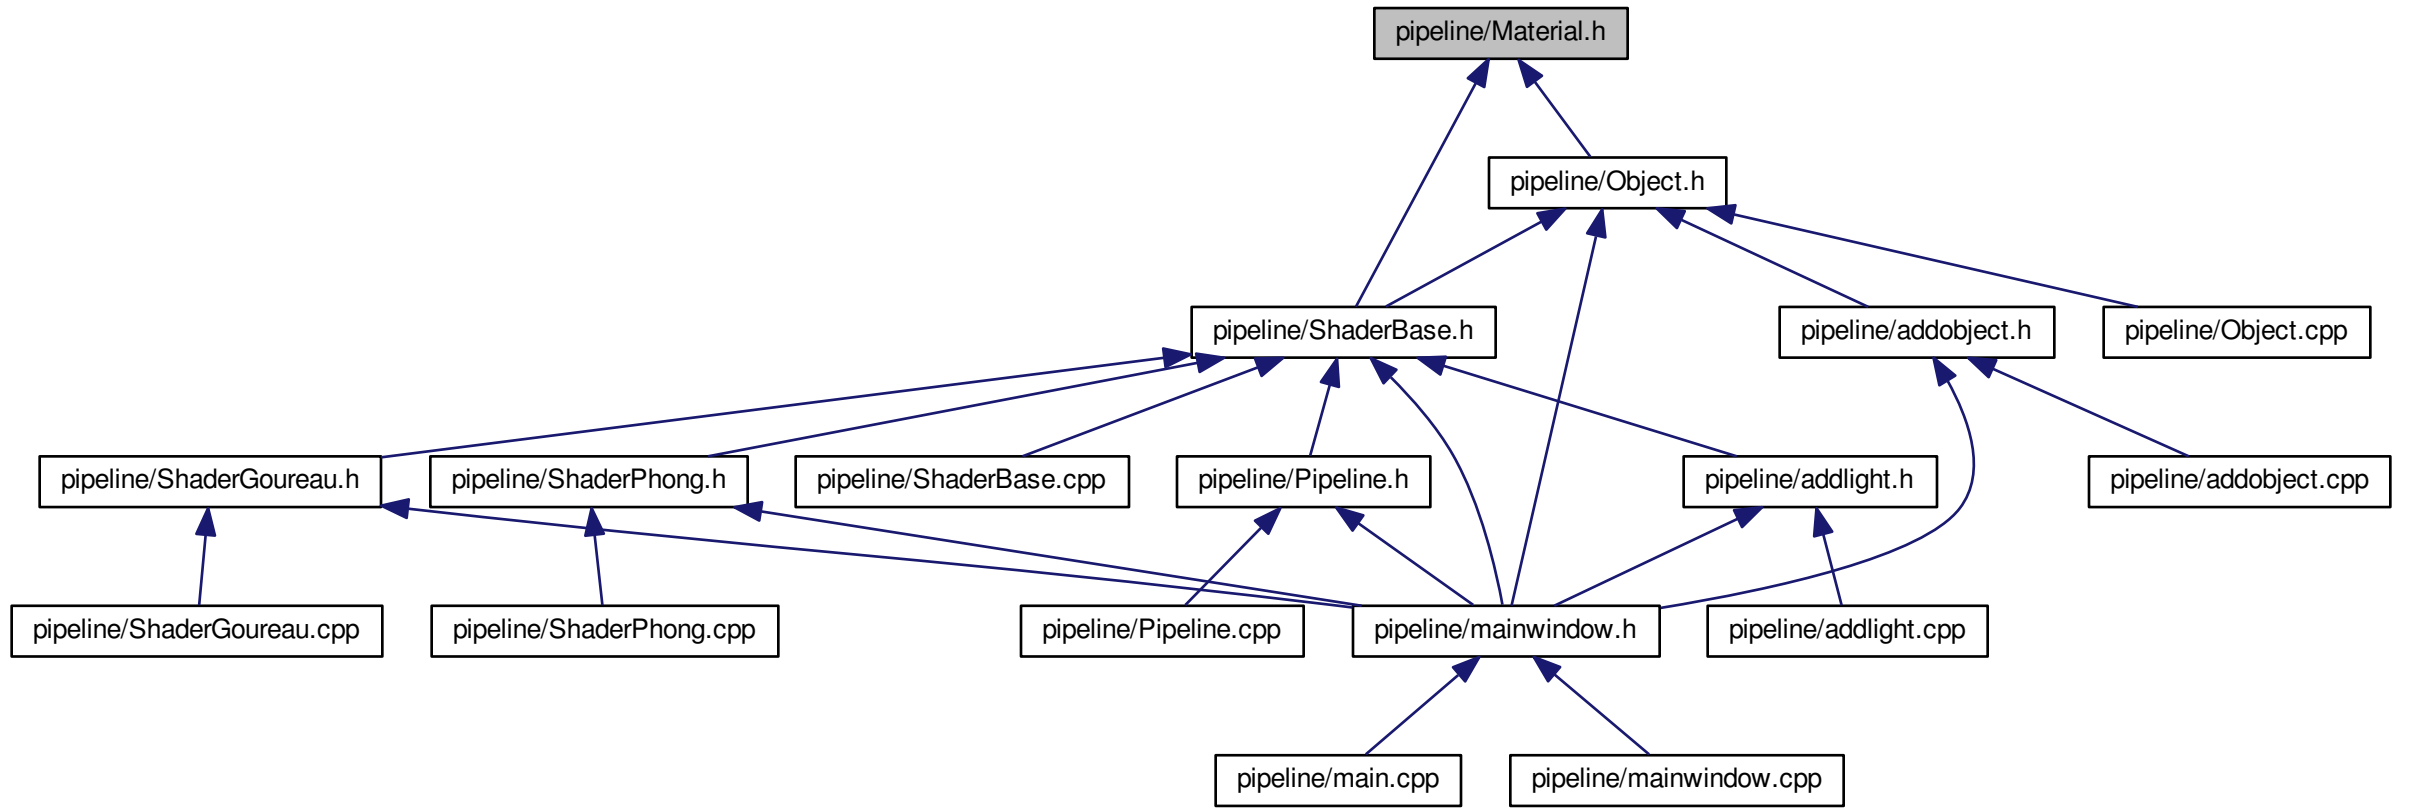 pipeline/Material.h
pipeline/Object.h
pipeline/ShaderBase.h
pipeline/addobject.h
pipeline/Object.cpp
pipeline/ShaderGoureau.h
pipeline/ShaderPhong.h
pipeline/ShaderBase.cpp
pipeline/Pipeline.h
pipeline/addlight.h
pipeline/addobject.cpp
pipeline/ShaderGoureau.cpp
pipeline/ShaderPhong.cpp
pipeline/Pipeline.cpp
pipeline/mainwindow.h
pipeline/addlight.cpp
pipeline/main.cpp
pipeline/mainwindow.cpp